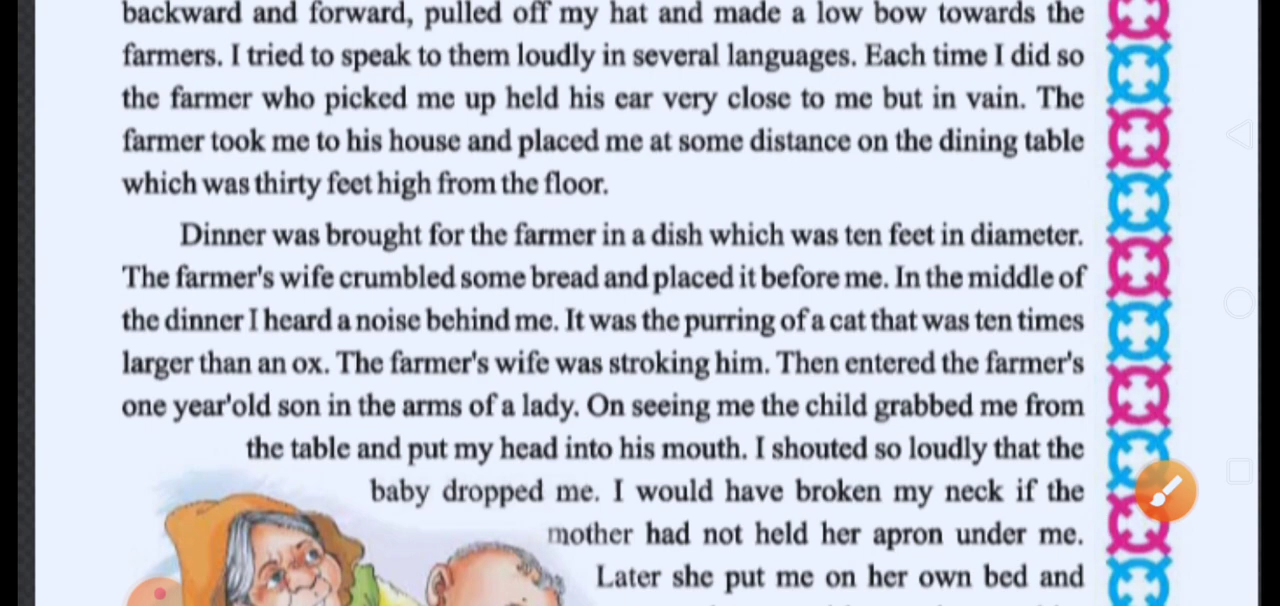 backward and forward, pulled off my hat and made a low bow towards the
farmers. I tried to speak to them loudly in several languages. Each time I did so
the farmer who picked me up held his ear very close to me but in vain. The
farmer took me to his house and placed me at some distance on the dining table
which was thirty feet high from the floor.
Dinner was brought for the farmer in a dish which was ten feet in diameter.
The farmer's wife crumbled some bread and placed it before me. In the middle of
the dinner I heard a noise behind me. It was the purring of a cat that was ten times
larger than an ox. The farmer's wife was stroking him. Then entered the farmer's
one year'old son in the arms of a lady. On seeing me the child grabbed me from
the table and put my head into his mouth. I shouted so loudly that the
baby dropped me. I would have broken my neck if the
mother had not held her apron under me.
Later she put me on her own bed and